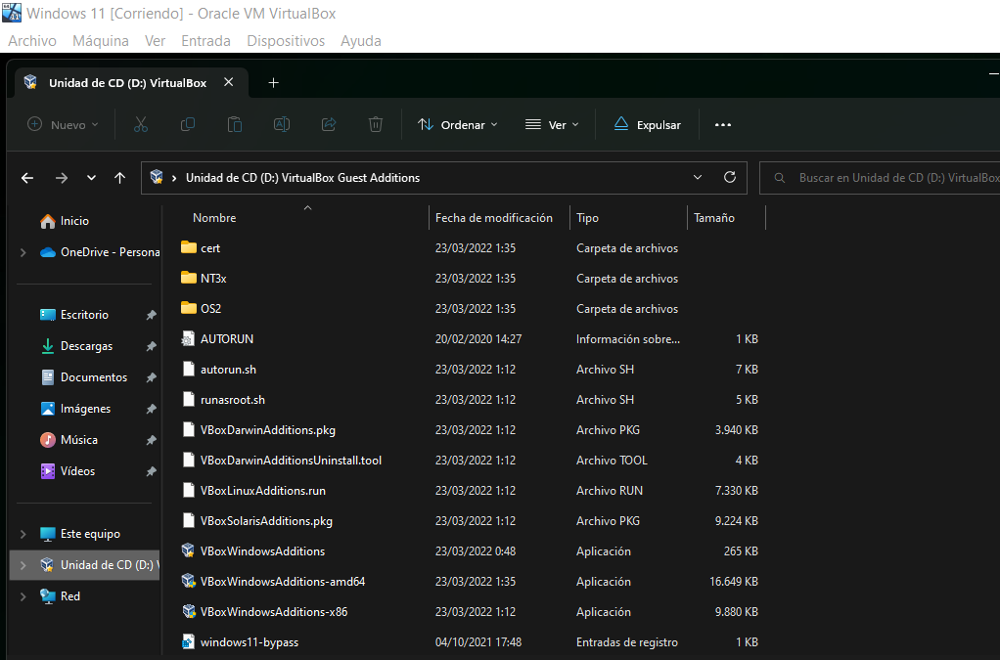 Windows 11 [Corriendo] - Oracle VM VirtualBox
Archivo Máquina Ver Entrada Dispositivos Ayuda
Unidad de CD (D:) VirtualBox
Nuevo Ordenar Ver Expulsar
Unidad de CD (D:) VirtualBox Guest Additions Buscar en Unidad de CD (D:) VirtualBox
Inicio
OneDrive - Persona
Escritorio
Descargas
Documentos
Imágenes
Música
Vídeos
Este equipo
Unidad de CD (D:) V
Red
Nombre Fecha de modificación Tipo Tamaño
cert 23/03/2022 1:35 Carpeta de archivos
NT3x 23/03/2022 1:35 Carpeta de archivos
OS2 23/03/2022 1:35 Carpeta de archivos
AUTORUN 20/02/2020 14:27 Información sobre... 1 KB
autorun.sh 23/03/2022 1:12 Archivo SH 7 KB
runasroot.sh 23/03/2022 1:12 Archivo SH 5 KB
VBoxDarwinAdditions.pkg 23/03/2022 1:12 Archivo PKG 3.940 KB
VBoxDarwinAdditionsUninstall.tool 23/03/2022 1:12 Archivo TOOL 4 KB
VBoxLinuxAdditions.run 23/03/2022 1:12 Archivo RUN 7.330 KB
VBoxSolarisAdditions.pkg 23/03/2022 1:12 Archivo PKG 9.224 KB
VBoxWindowsAdditions 23/03/2022 0:48 Aplicación 265 KB
VBoxWindowsAdditions-amd64 23/03/2022 1:35 Aplicación 16.649 KB
VBoxWindowsAdditions-x86 23/03/2022 1:12 Aplicación 9.880 KB
windows11-bypass 04/10/2021 17:48 Entradas de registro 1 KB